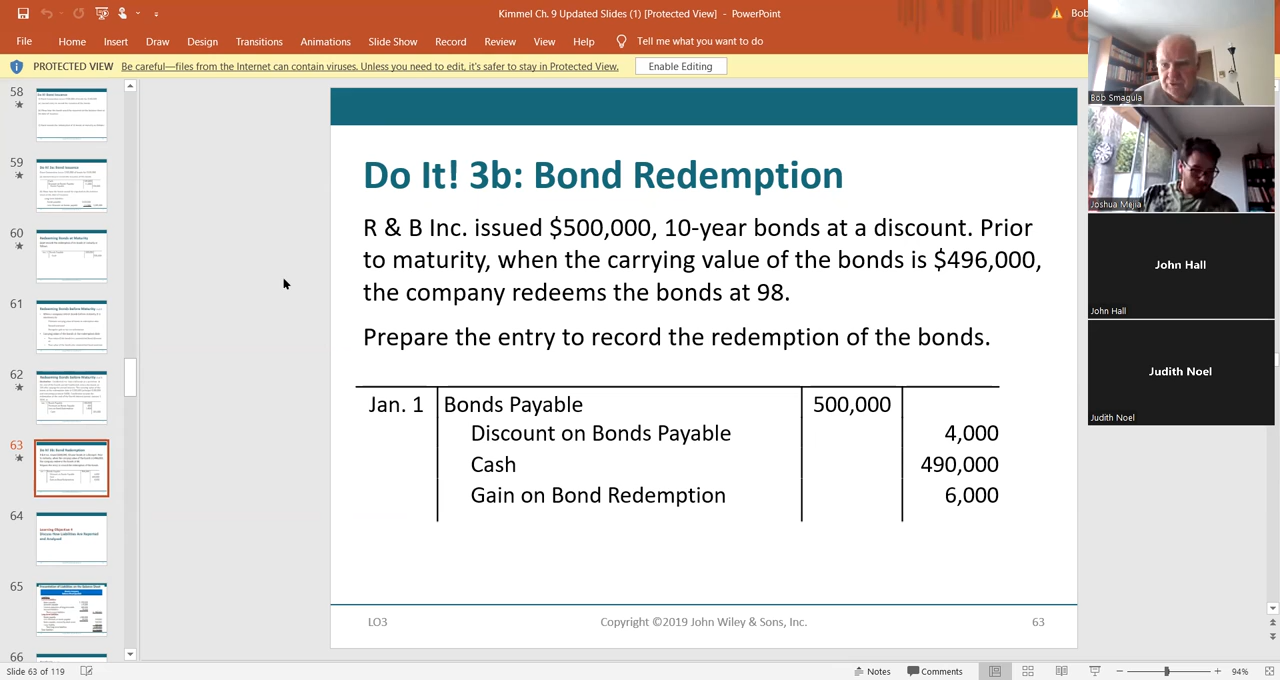 Kimmel Ch. 9 Updated Slides (1) [Protected View] - PowerPoint
Bob
File Home Insert Draw Design Transitions Animations Slide Show Record Review View Help Tell me what you want to do
PROTECTED VIEW Be careful—files from the Internet can contain viruses. Unless you need to edit, it's safer to stay in Protected View. Enable Editing
58
59
60
61
62
63
64
65
66
Do It! 3b: Bond Redemption
R & B Inc. issued $500,000, 10-year bonds at a discount. Prior
to maturity, when the carrying value of the bonds is $496,000,
the company redeems the bonds at 98.
Prepare the entry to record the redemption of the bonds.
Jan. 1 Bonds Payable 500,000
Discount on Bonds Payable 4,000
Cash 490,000
Gain on Bond Redemption 6,000
LO3 Copyright ©2019 John Wiley & Sons, Inc. 63
Bob Smagula
Joshua Mejia
John Hall
John Hall
Judith Noel
Judith Noel
Slide 63 of 119 Notes Comments 94%